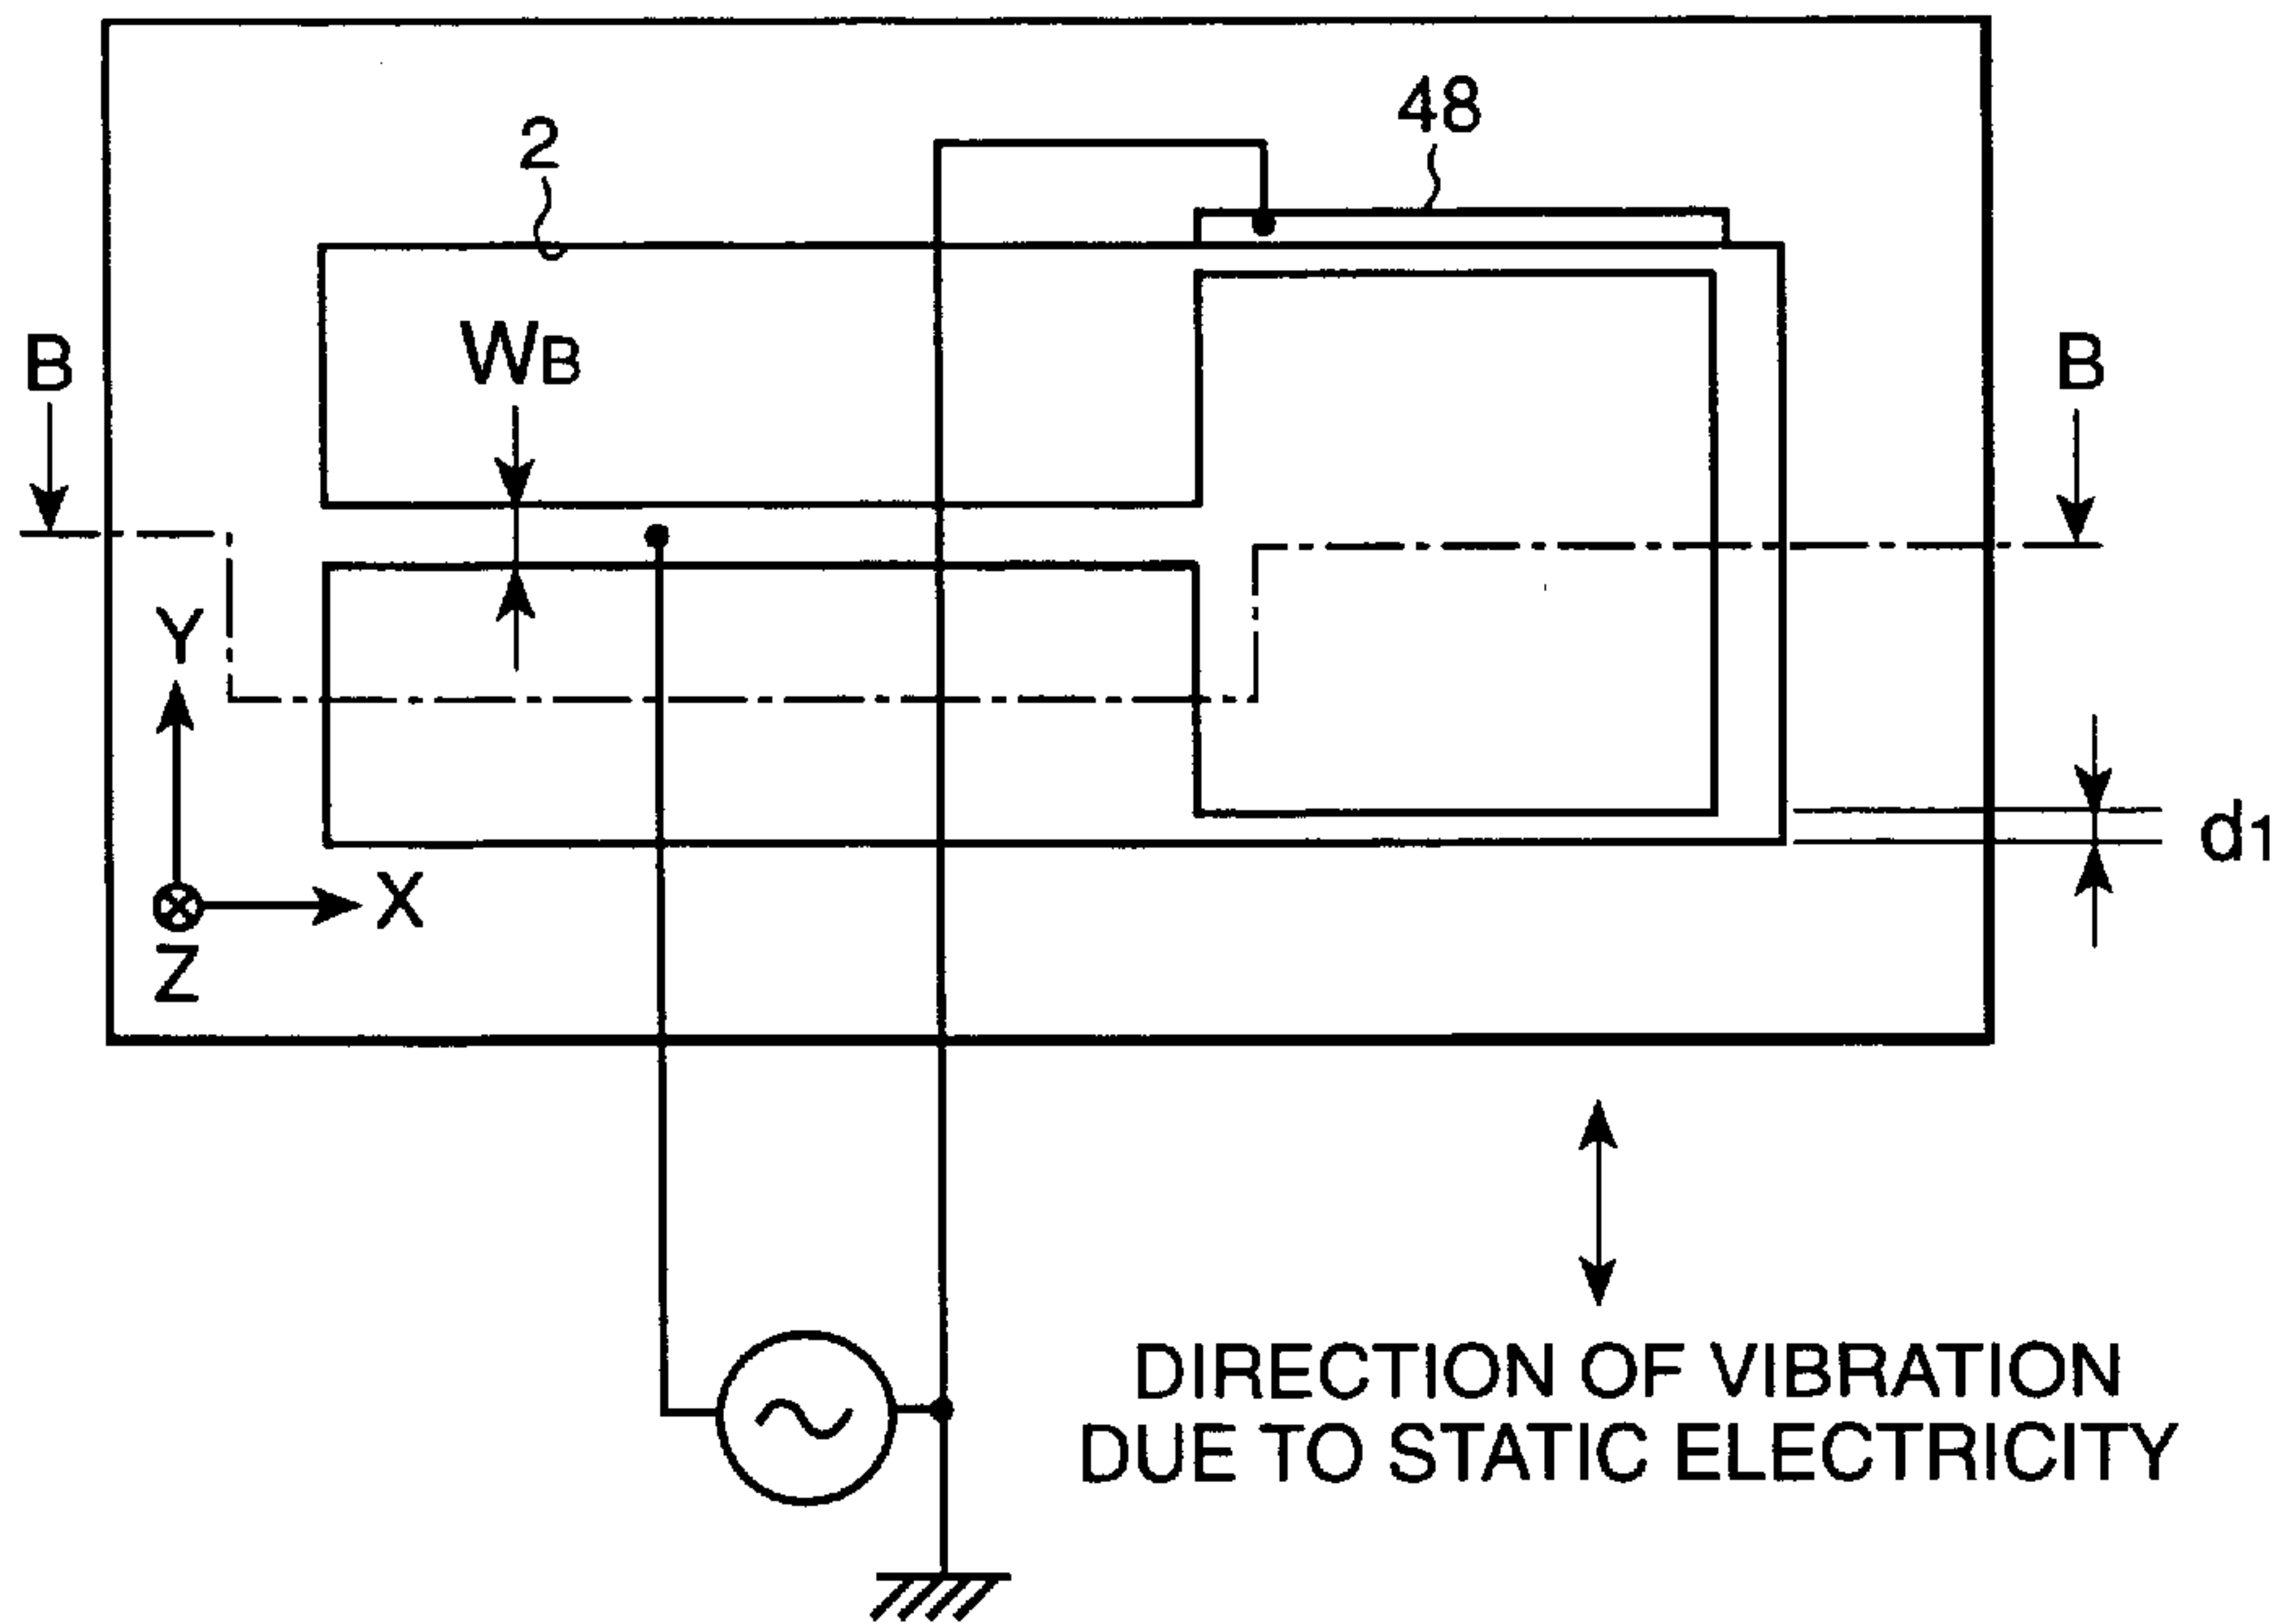 48
2
WB
B
B
Y
d1
X
Z
DIRECTION OF VIBRATION
DUE TO STATIC ELECTRICITY